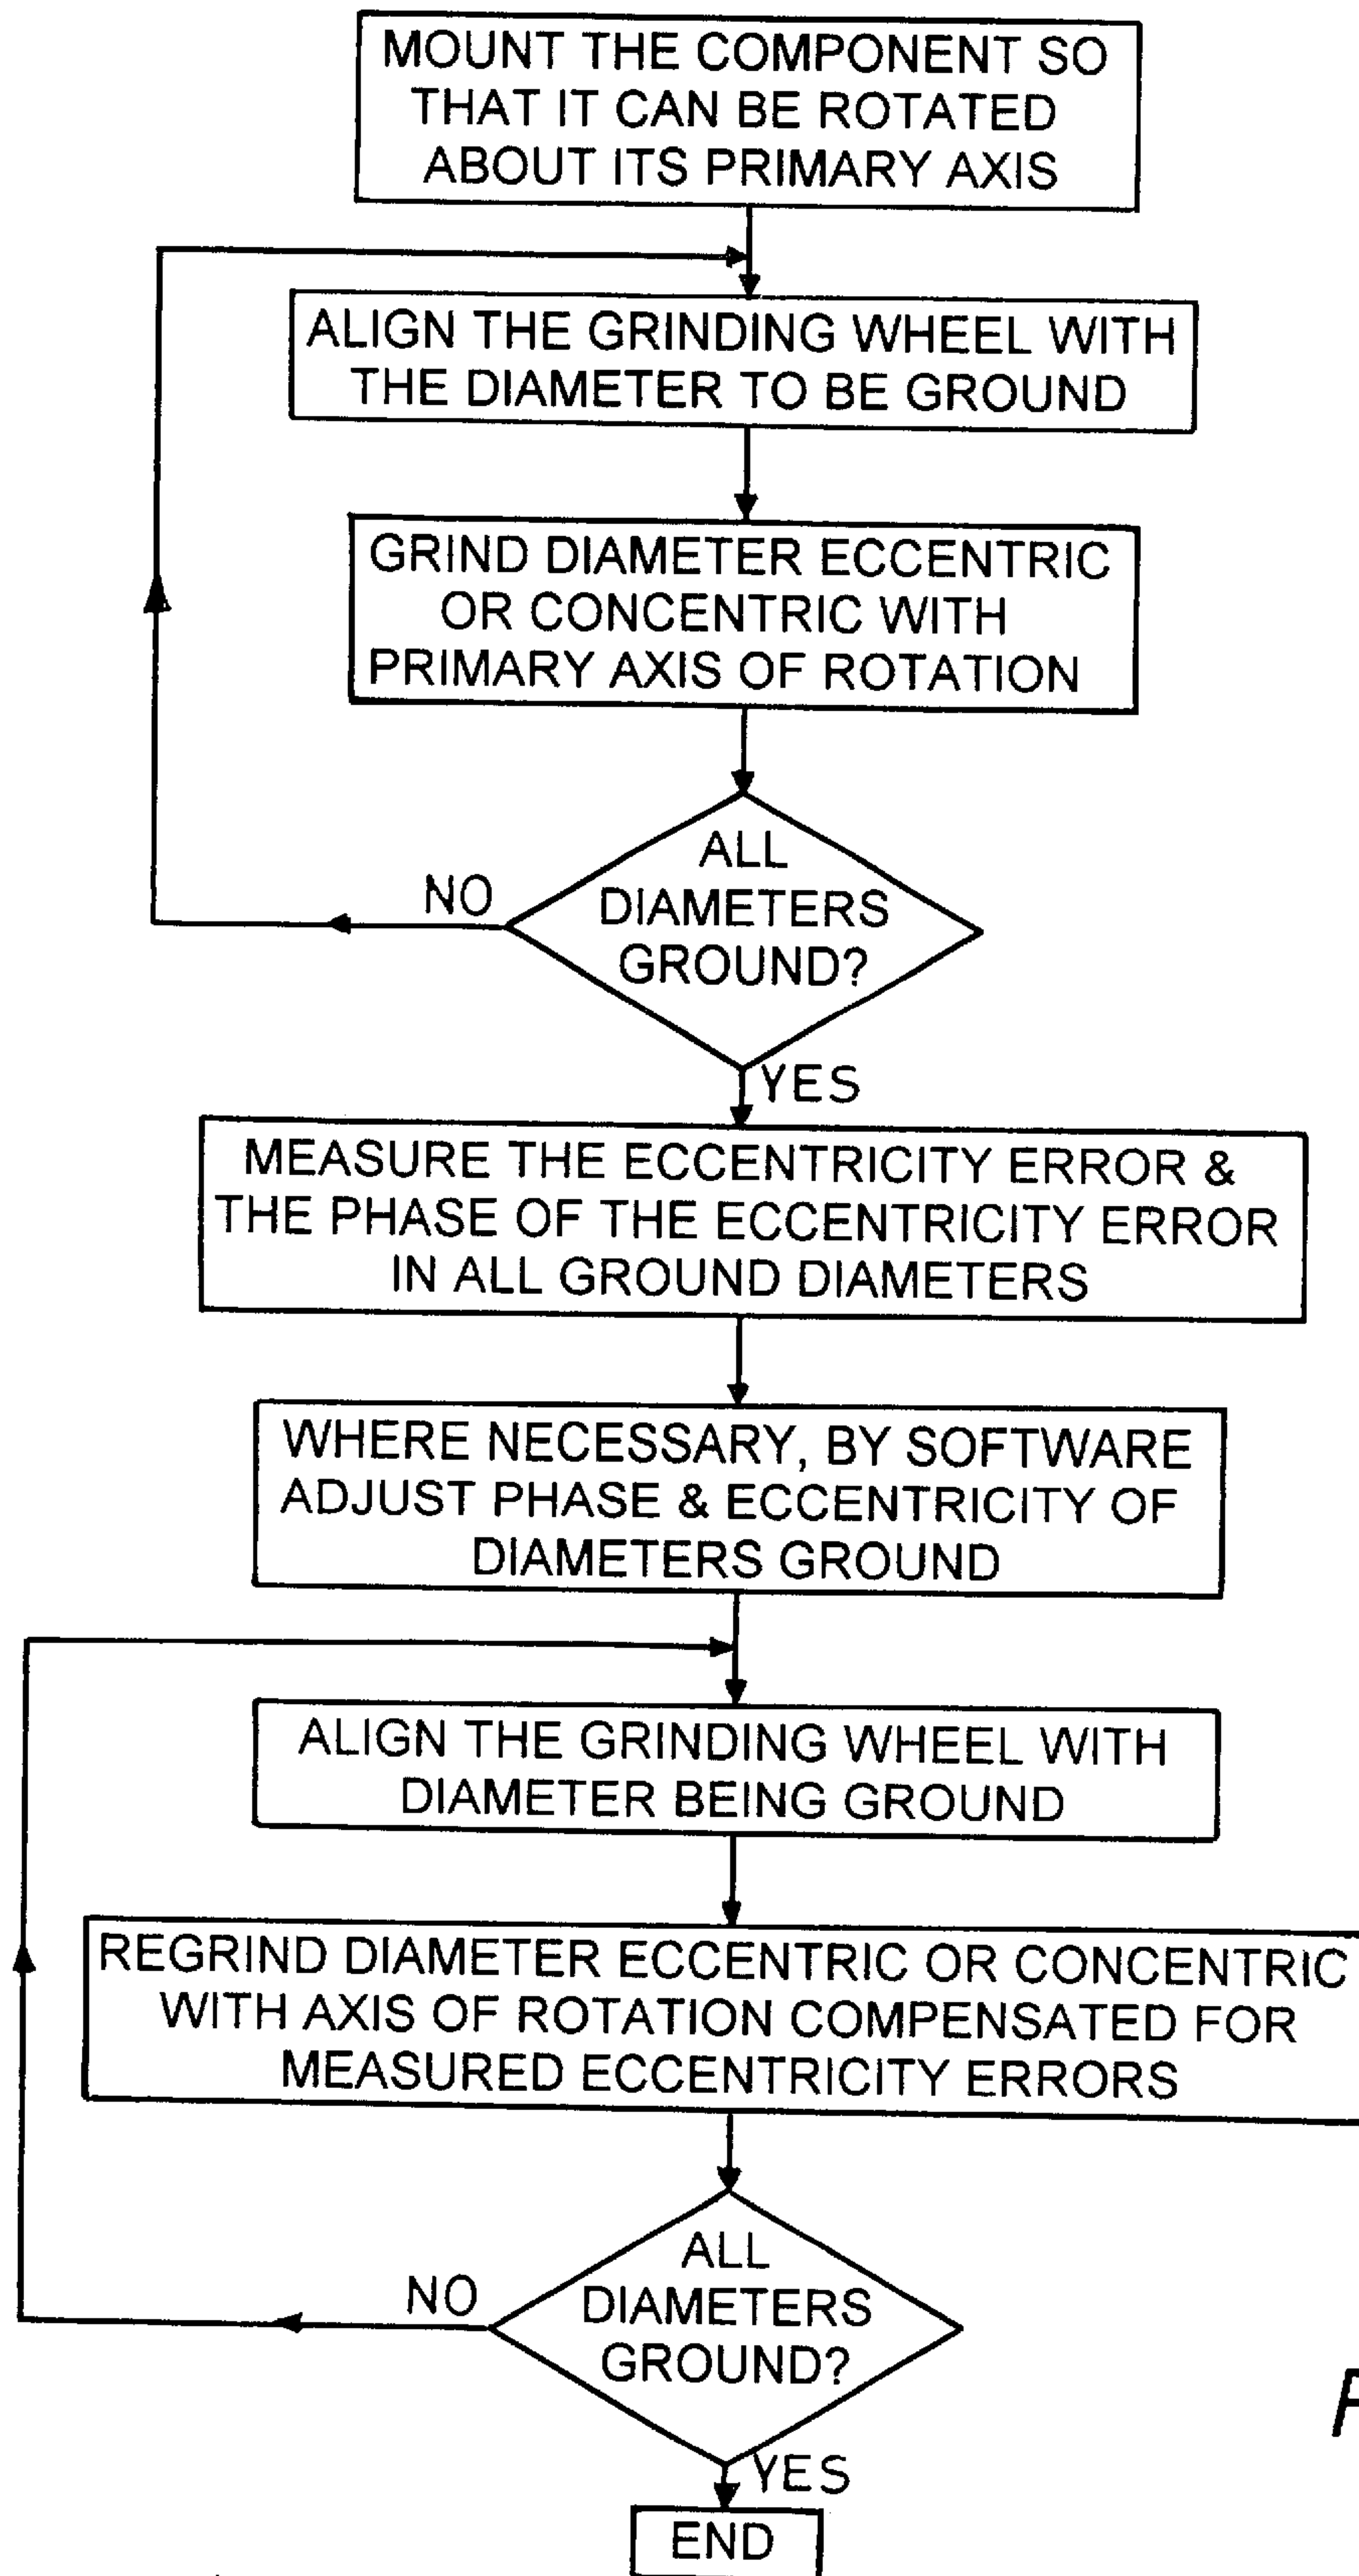 MOUNT THE COMPONENT SO
THAT IT CAN BE ROTATED
ABOUT ITS PRIMARY AXIS
ALIGN THE GRINDING WHEEL WITH
THE DIAMETER TO BE GROUND
GRIND DIAMETER ECCENTRIC
OR CONCENTRIC WITH
PRIMARY AXIS OF ROTATION
ALL
DIAMETERS
GROUND?
NO
YES
MEASURE THE ECCENTRICITY ERROR &
THE PHASE OF THE ECCENTRICITY ERROR
IN ALL GROUND DIAMETERS
WHERE NECESSARY, BY SOFTWARE
ADJUST PHASE & ECCENTRICITY OF
DIAMETERS GROUND
ALIGN THE GRINDING WHEEL WITH
DIAMETER BEING GROUND
REGRIND DIAMETER ECCENTRIC OR CONCENTRIC
WITH AXIS OF ROTATION COMPENSATED FOR
MEASURED ECCENTRICITY ERRORS
ALL
DIAMETERS
GROUND?
NO
YES
END